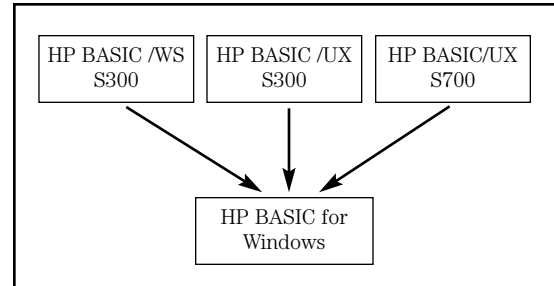 HP BASIC /WS
S300
HP BASIC /UX
S300
HP BASIC/UX
S700
HP BASIC for
Windows